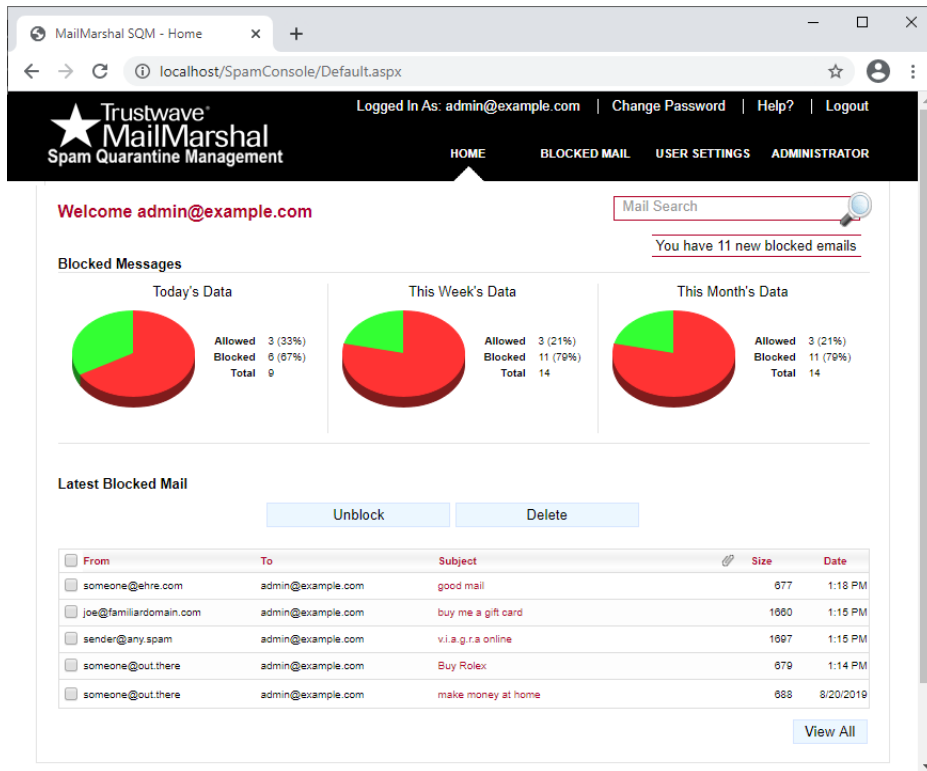 MailMarshal SQM - Home
localhost/SpamConsole/Default.aspx
Logged In As: admin@example.com | Change Password | Help? | Logout
Trustwave®
MailMarshal
Spam Quarantine Management
HOME BLOCKED MAIL USER SETTINGS ADMINISTRATOR
Welcome admin@example.com
Mail Search
You have 11 new blocked emails
Blocked Messages
Today's Data
Allowed 3 (33%)
Blocked 6 (67%)
Total 9
This Week's Data
Allowed 3 (21%)
Blocked 11 (79%)
Total 14
This Month's Data
Allowed 3 (21%)
Blocked 11 (79%)
Total 14
Latest Blocked Mail
Unblock Delete
From To Subject Size Date
someone@ehre.com admin@example.com good mail 677 1:18 PM
joe@familiardomain.com admin@example.com buy me a gift card 1660 1:15 PM
sender@any.spam admin@example.com v.i.a.g.r.a online 1697 1:15 PM
someone@out.there admin@example.com Buy Rolex 679 1:14 PM
someone@out.there admin@example.com make money at home 688 8/20/2019
View All